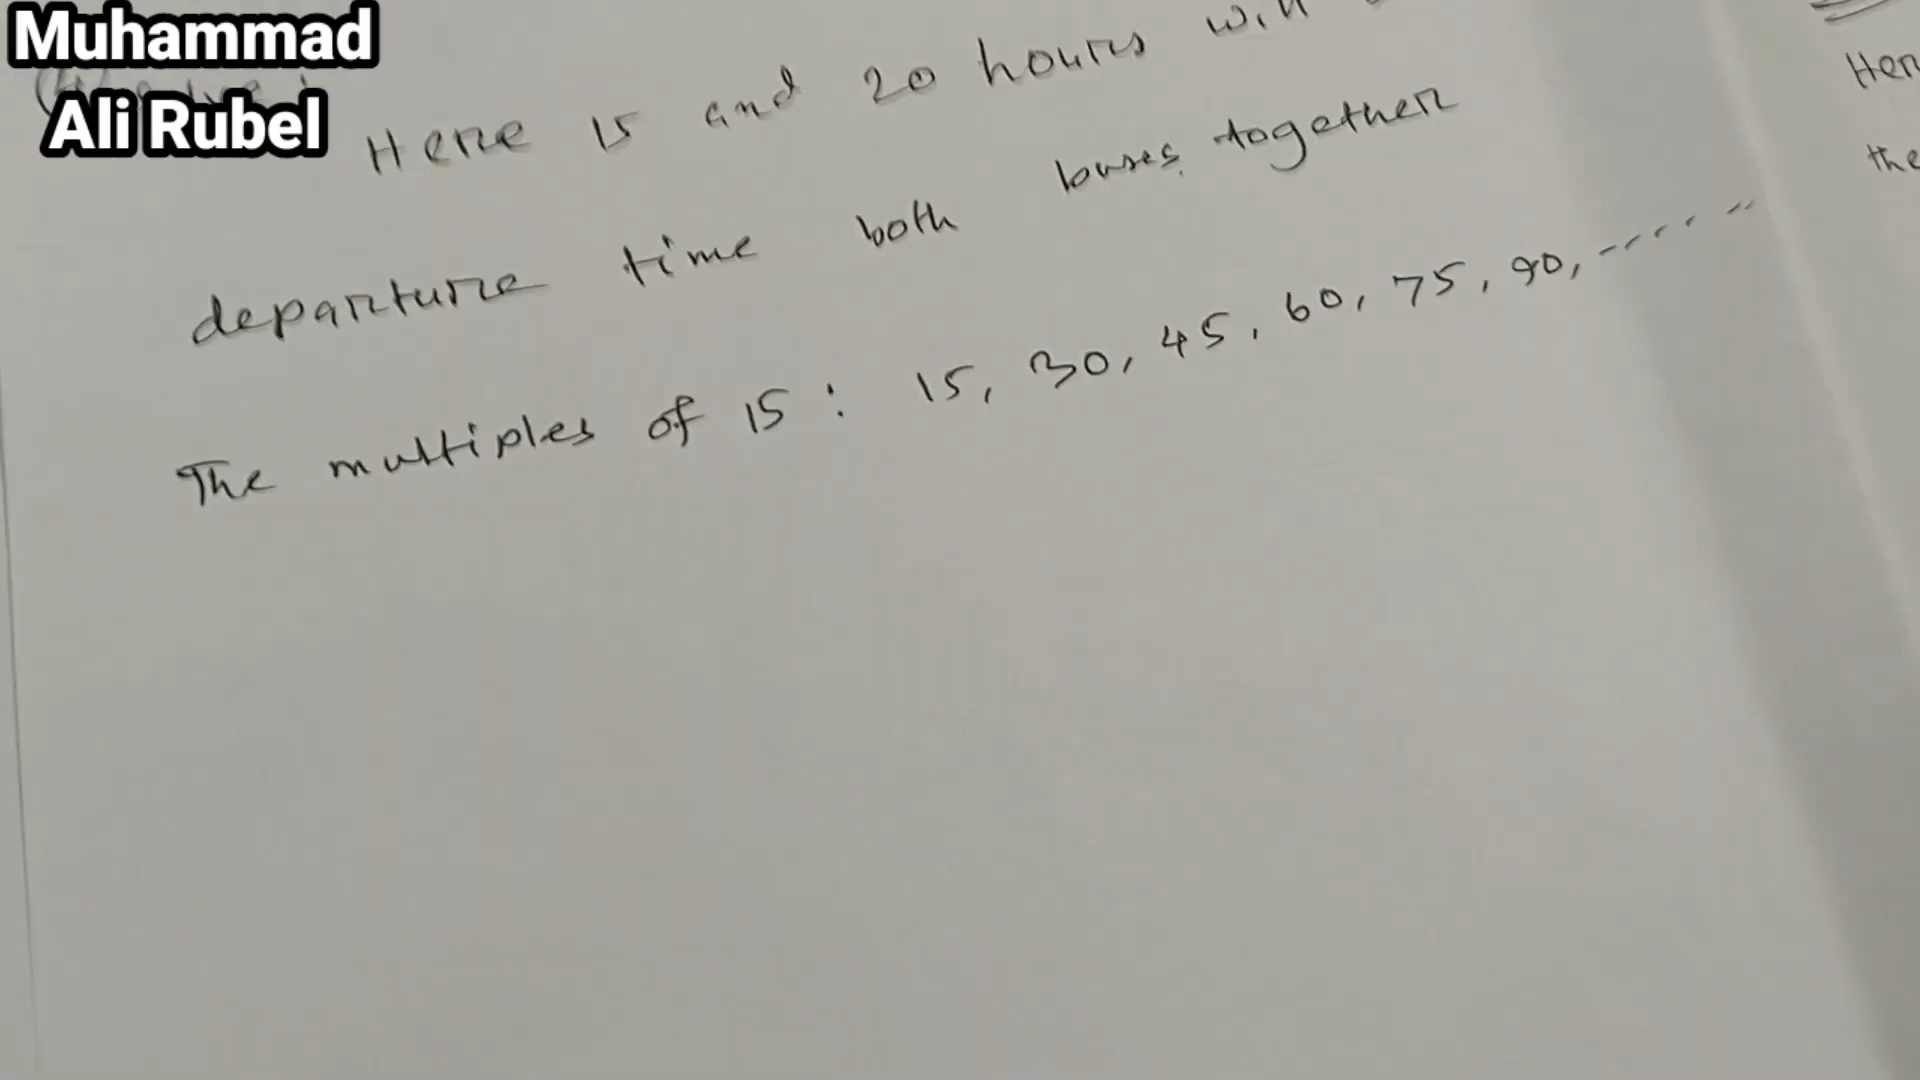 Muhammad
Ali Rubel
Here 15 and 20 hours will
departure time both buses together
The multiples of 15 : 15, 30, 45, 60, 75, 90, ------
Her
the